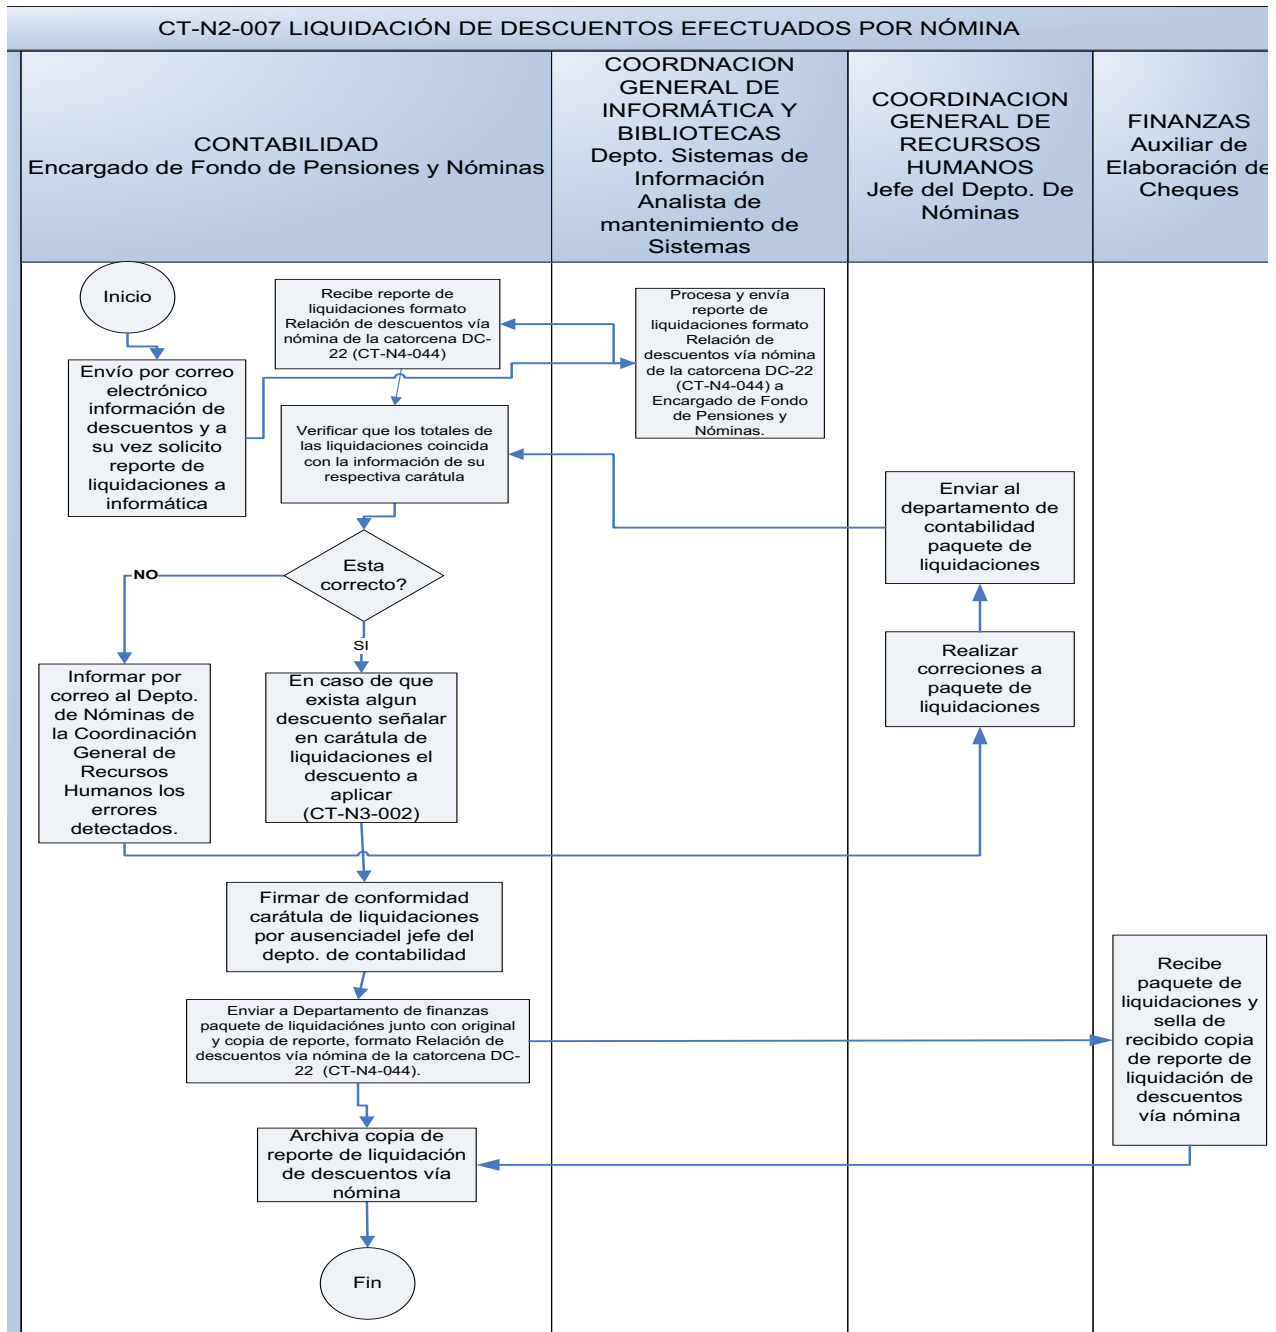 CT-N2-007 LIQUIDACIÓN DE DESCUENTOS EFECTUADOS POR NÓMINA
CONTABILIDAD
Encargado de Fondo de Pensiones y Nóminas
COORDNACION
GENERAL DE
INFORMÁTICA Y
BIBLIOTECAS
Depto. Sistemas de
Información
Analista de
mantenimiento de
Sistemas
COORDINACION
GENERAL DE
RECURSOS
HUMANOS
Jefe del Depto. De
Nóminas
FINANZAS
Auxiliar de
Elaboración de
Cheques
Inicio
Envío por correo
electrónico
información de
descuentos y a
su vez solicito
reporte de
liquidaciones a
informática
Recibe reporte de
liquidaciones formato
Relación de descuentos vía
nómina de la catorcena DC-
22 (CT-N4-044)
Procesa y envía
reporte de
liquidaciones formato
Relación de
descuentos vía nómina
de la catorcena DC-22
(CT-N4-044) a
Encargado de Fondo
de Pensiones y
Nóminas.
Verificar que los totales de
las liquidaciones coincida
con la información de su
respectiva carátula
Enviar al
departamento de
contabilidad
paquete de
liquidaciones
Esta
correcto?
NO
SI
Realizar
correciones a
paquete de
liquidaciones
Informar por
correo al Depto.
de Nóminas de
la Coordinación
General de
Recursos
Humanos los
errores
detectados.
En caso de que
exista algun
descuento señalar
en carátula de
liquidaciones el
descuento a
aplicar
(CT-N3-002)
Firmar de conformidad
carátula de liquidaciones
por ausenciadel jefe del
depto. de contabilidad
Enviar a Departamento de finanzas
paquete de liquidaciónes junto con original
y copia de reporte, formato Relación de
descuentos vía nómina de la catorcena DC-
22 (CT-N4-044).
Recibe
paquete de
liquidaciones y
sella de
recibido copia
de reporte de
liquidación de
descuentos
vía nómina
Archiva copia de
reporte de liquidación
de descuentos vía
nómina
Fin